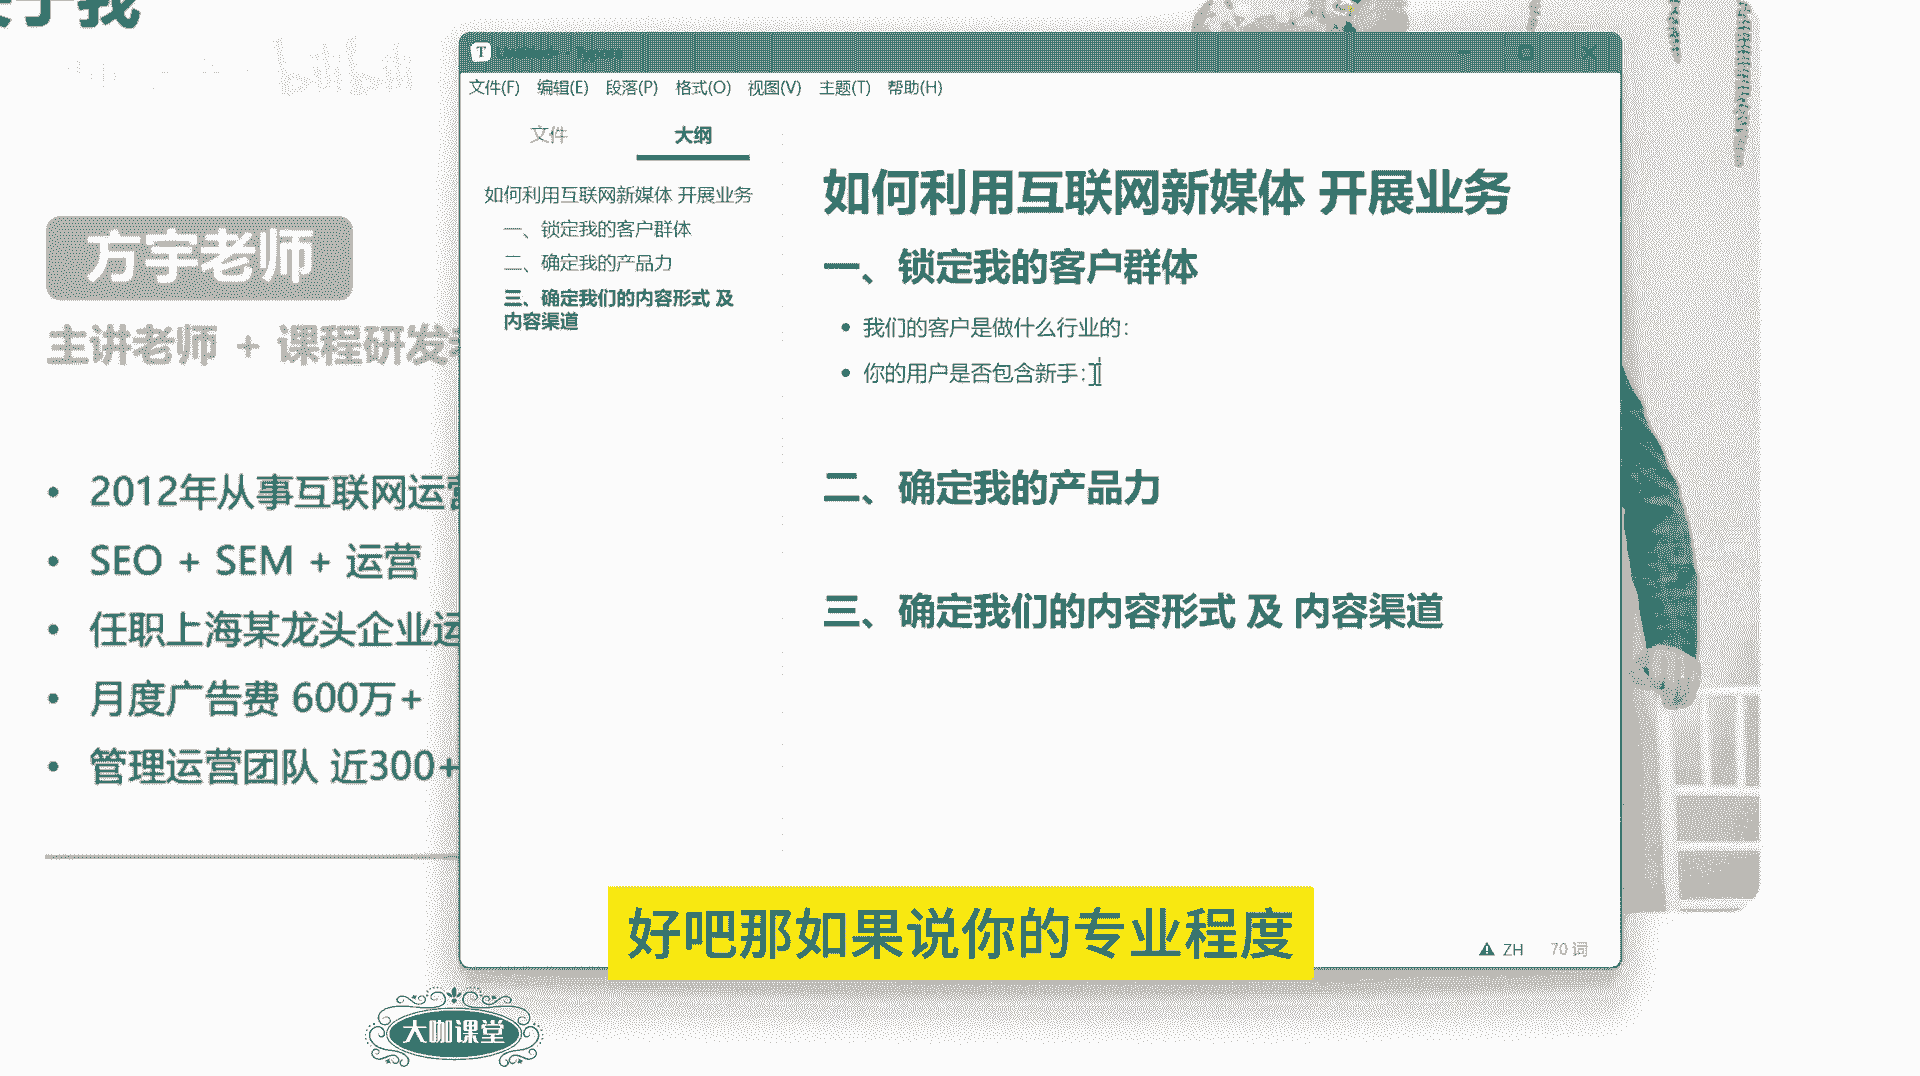 关于我
bilibili
方宇老师
主讲老师 + 课程研发
2012年从事互联网运营
SEO + SEM + 运营
任职上海某龙头企业运
月度广告费 600万+
管理运营团队 近300+
T
文件(F) 编辑(E) 段落(P) 格式(O) 视图(V) 主题(T) 帮助(H)
文件 大纲
如何利用互联网新媒体 开展业务
一、锁定我的客户群体
二、确定我的产品力
三、确定我们的内容形式 及
内容渠道
如何利用互联网新媒体 开展业务
一、锁定我的客户群体
我们的客户是做什么行业的：
你的用户是否包含新手：
二、确定我的产品力
三、确定我们的内容形式 及 内容渠道
ZH 70 词
好吧那如果说你的专业程度
大咖课堂